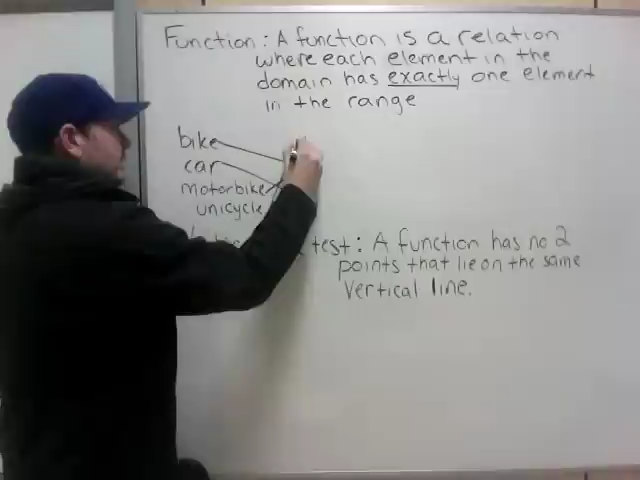 Function: A function is a relation
where each element in the
domain has exactly one element
in the range
bike
car
motorbike
unicycle
test: A function has no 2
points that lie on the same
vertical line.